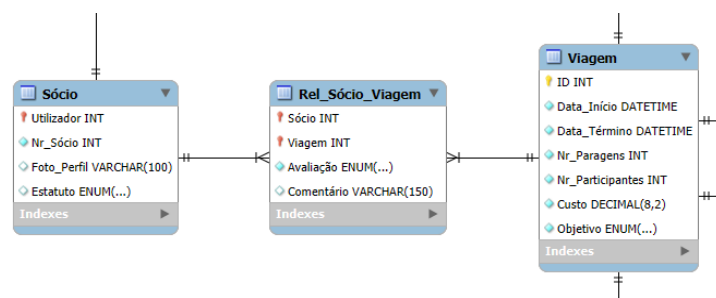 Sócio
Utilizador INT
Nr_Sócio INT
Foto_Perfil VARCHAR(100)
Estatuto ENUM(...)
Indexes
Rel_Sócio_Viagem
Sócio INT
Viagem INT
Avaliação ENUM(...)
Comentário VARCHAR(150)
Indexes
Viagem
ID INT
Data_Início DATETIME
Data_Término DATETIME
Nr_Paragens INT
Nr_Participantes INT
Custo DECIMAL(8,2)
Objetivo ENUM(...)
Indexes